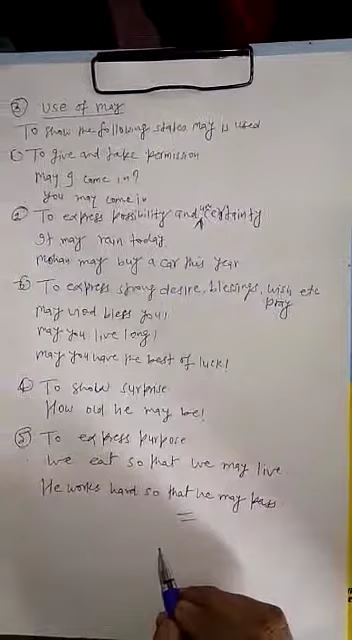 ③ Use of may
To show the following states may is used
① To give and take permission
May I come in?
You may come in
② To express possibility and uncertainty
It may rain today.
Mohan may buy a car this year
③ To express strong desire, blessings, wish, etc
pray
May God bless you!
May you live long!
May you have the best of luck!
④ To show surprise
How old he may be!
⑤ To express purpose
We eat so that we may live
He works hard so that he may pass